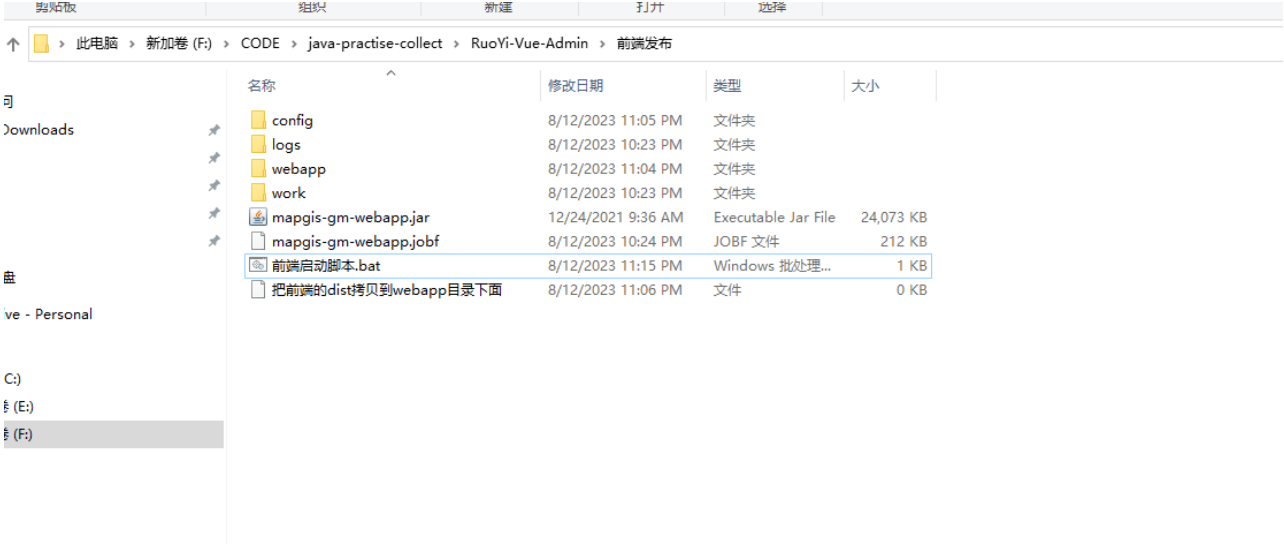 剪贴板 组织 新建 打开 选择
此电脑 › 新加卷 (F:) › CODE › java-practise-collect › RuoYi-Vue-Admin › 前端发布
名称 修改日期 类型 大小
问
Downloads
config 8/12/2023 11:05 PM 文件夹
logs 8/12/2023 10:23 PM 文件夹
webapp 8/12/2023 11:04 PM 文件夹
work 8/12/2023 10:23 PM 文件夹
mapgis-gm-webapp.jar 12/24/2021 9:36 AM Executable Jar File 24,073 KB
mapgis-gm-webapp.jobf 8/12/2023 10:24 PM JOBF 文件 212 KB
前端启动脚本.bat 8/12/2023 11:15 PM Windows 批处理... 1 KB
把前端的dist拷贝到webapp目录下面 8/12/2023 11:06 PM 文件 0 KB
盘
ive - Personal
C:)
卷 (E:)
卷 (F:)